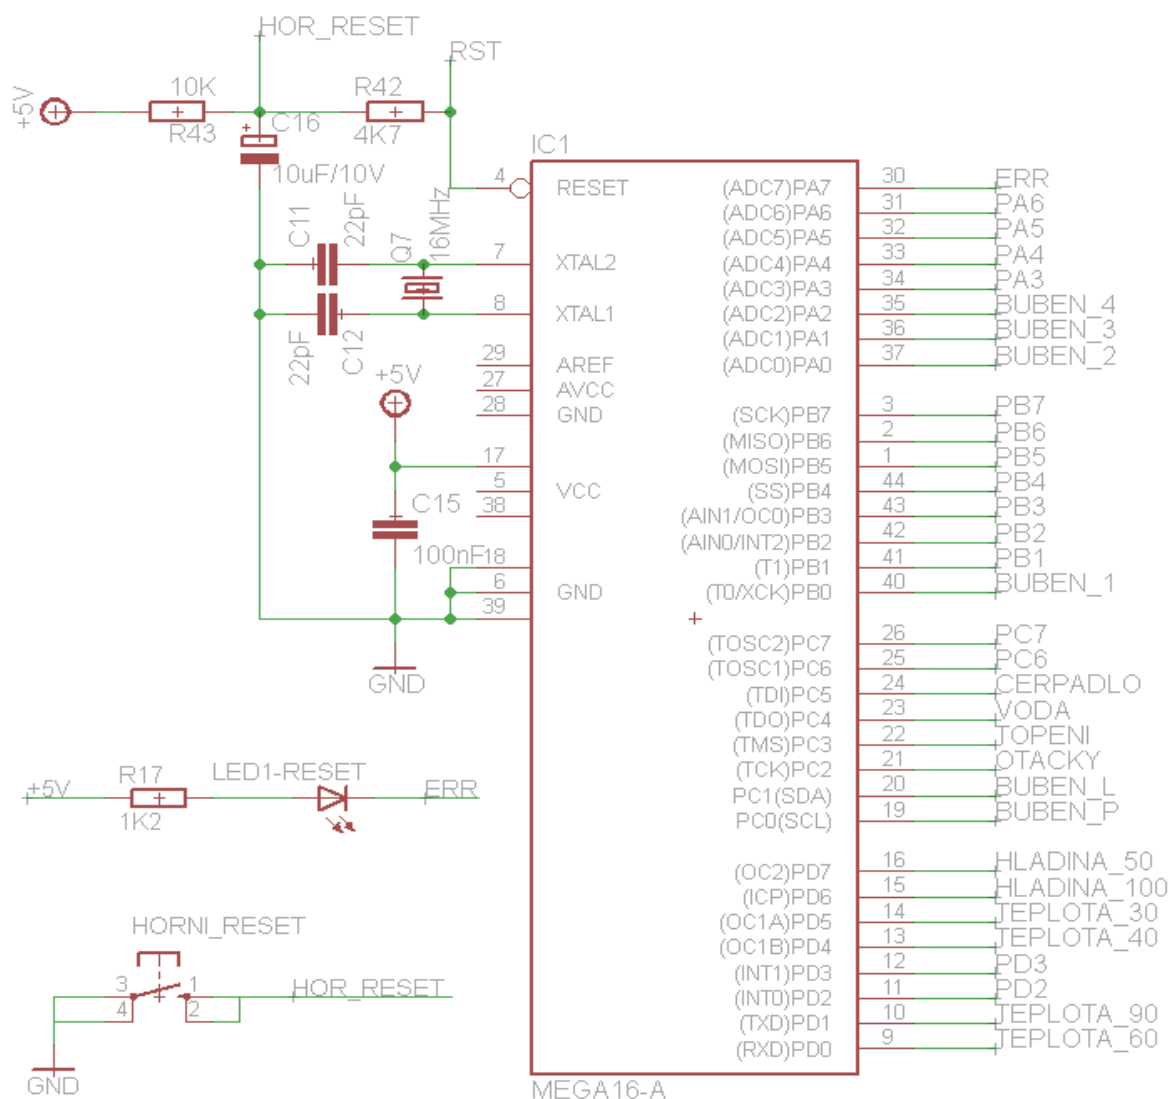 HOR_RESET
RST
+5V
10K
R43
C16
10uF/10V
R42
4K7
IC1
4
RESET
C11
22pF
Q7
16MHz
7
XTAL2
8
XTAL1
22pF
C12
29
AREF
27
AVCC
28
GND
+5V
17
5
VCC
38
C15
100nF
18
6
GND
39
GND
(ADC7)PA7 30 ERR
(ADC6)PA6 31 PA6
(ADC5)PA5 32 PA5
(ADC4)PA4 33 PA4
(ADC3)PA3 34 PA3
(ADC2)PA2 35 BUBEN_4
(ADC1)PA1 36 BUBEN_3
(ADC0)PA0 37 BUBEN_2
(SCK)PB7 3 PB7
(MISO)PB6 2 PB6
(MOSI)PB5 1 PB5
(SS)PB4 44 PB4
(AIN1/OC0)PB3 43 PB3
(AIN0/INT2)PB2 42 PB2
(T1)PB1 41 PB1
(T0/XCK)PB0 40 BUBEN_1
(TOSC2)PC7 26 PC7
(TOSC1)PC6 25 PC6
(TDI)PC5 24 CERPADLO
(TDO)PC4 23 VODA
(TMS)PC3 22 TOPENI
(TCK)PC2 21 OTACKY
PC1(SDA) 20 BUBEN_L
PC0(SCL) 19 BUBEN_P
(OC2)PD7 16 HLADINA_50
(ICP)PD6 15 HLADINA_100
(OC1A)PD5 14 TEPLOTA_30
(OC1B)PD4 13 TEPLOTA_40
(INT1)PD3 12 PD3
(INT0)PD2 11 PD2
(TXD)PD1 10 TEPLOTA_90
(RXD)PD0 9 TEPLOTA_60
MEGA16-A
+5V
R17
1K2
LED1-RESET
ERR
HORNI_RESET
3 1
4 2
HOR_RESET
GND